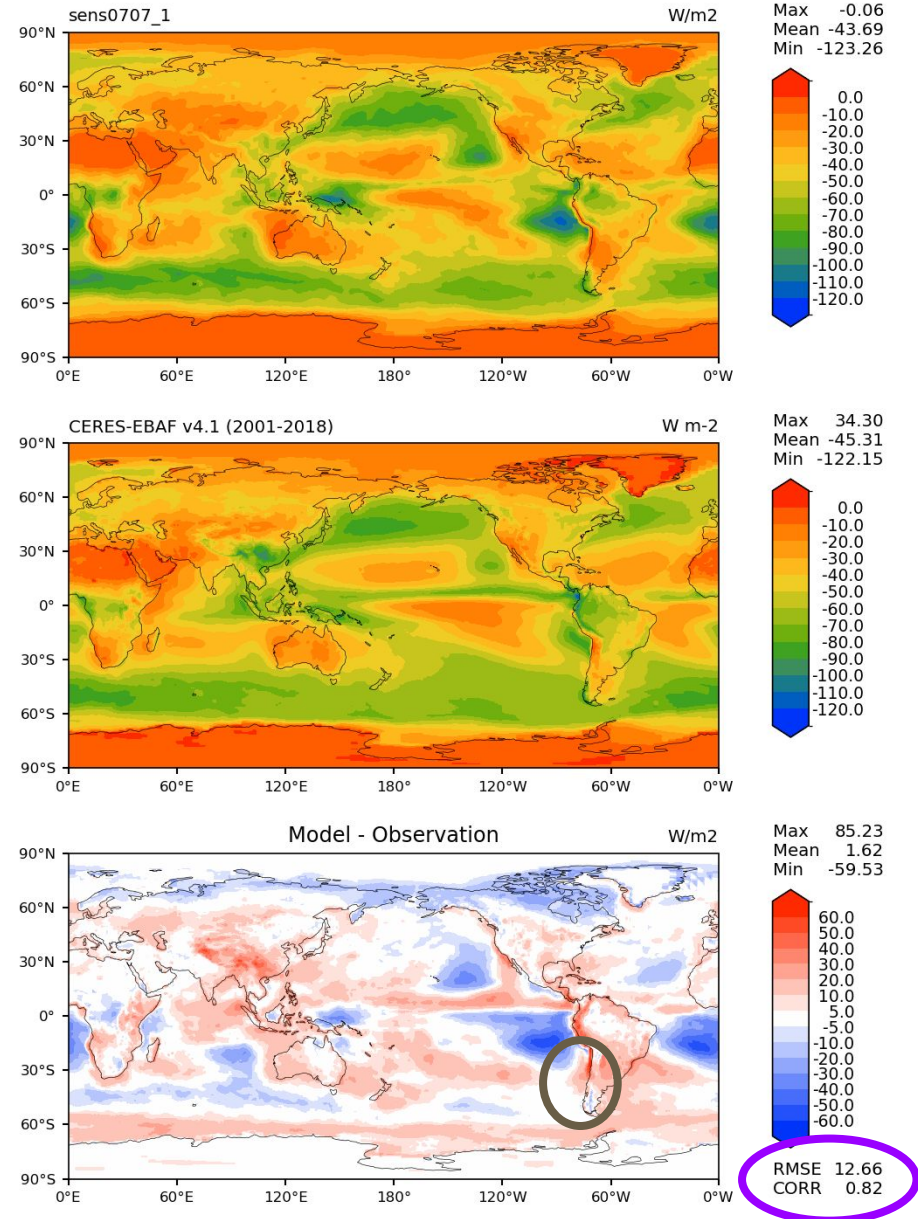 sens0707_1 W/m2
Max -0.06
Mean -43.69
Min -123.26
90°N
60°N
30°N
0°
30°S
60°S
90°S
0°E 60°E 120°E 180° 120°W 60°W 0°W
0.0
-10.0
-20.0
-30.0
-40.0
-50.0
-60.0
-70.0
-80.0
-90.0
-100.0
-110.0
-120.0
CERES-EBAF v4.1 (2001-2018) W m-2
Max 34.30
Mean -45.31
Min -122.15
90°N
60°N
30°N
0°
30°S
60°S
90°S
0°E 60°E 120°E 180° 120°W 60°W 0°W
0.0
-10.0
-20.0
-30.0
-40.0
-50.0
-60.0
-70.0
-80.0
-90.0
-100.0
-110.0
-120.0
Model - Observation W/m2
Max 85.23
Mean 1.62
Min -59.53
90°N
60°N
30°N
0°
30°S
60°S
90°S
0°E 60°E 120°E 180° 120°W 60°W 0°W
60.0
50.0
40.0
30.0
20.0
10.0
5.0
-5.0
-10.0
-20.0
-30.0
-40.0
-50.0
-60.0
RMSE 12.66
CORR 0.82